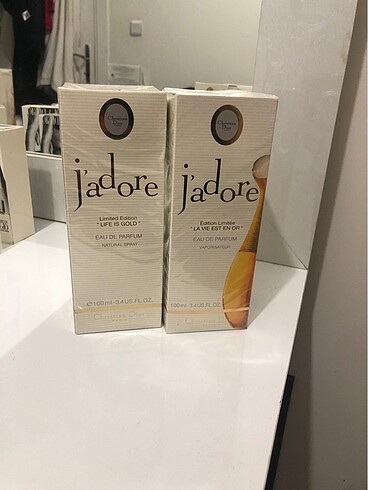 Christian
Dior
j'adore
Limited Edition
" LIFE IS GOLD "
EAU DE PARFUM
NATURAL SPRAY
℮ 100 ml - 3.4 US. FL. OZ.
Christian Dior
Christian
Dior
j'adore
Edition Limitée
" LA VIE EST EN OR "
EAU DE PARFUM
VAPORISATEUR
100 ml - 3.4 US. FL. OZ.
Christian Dior